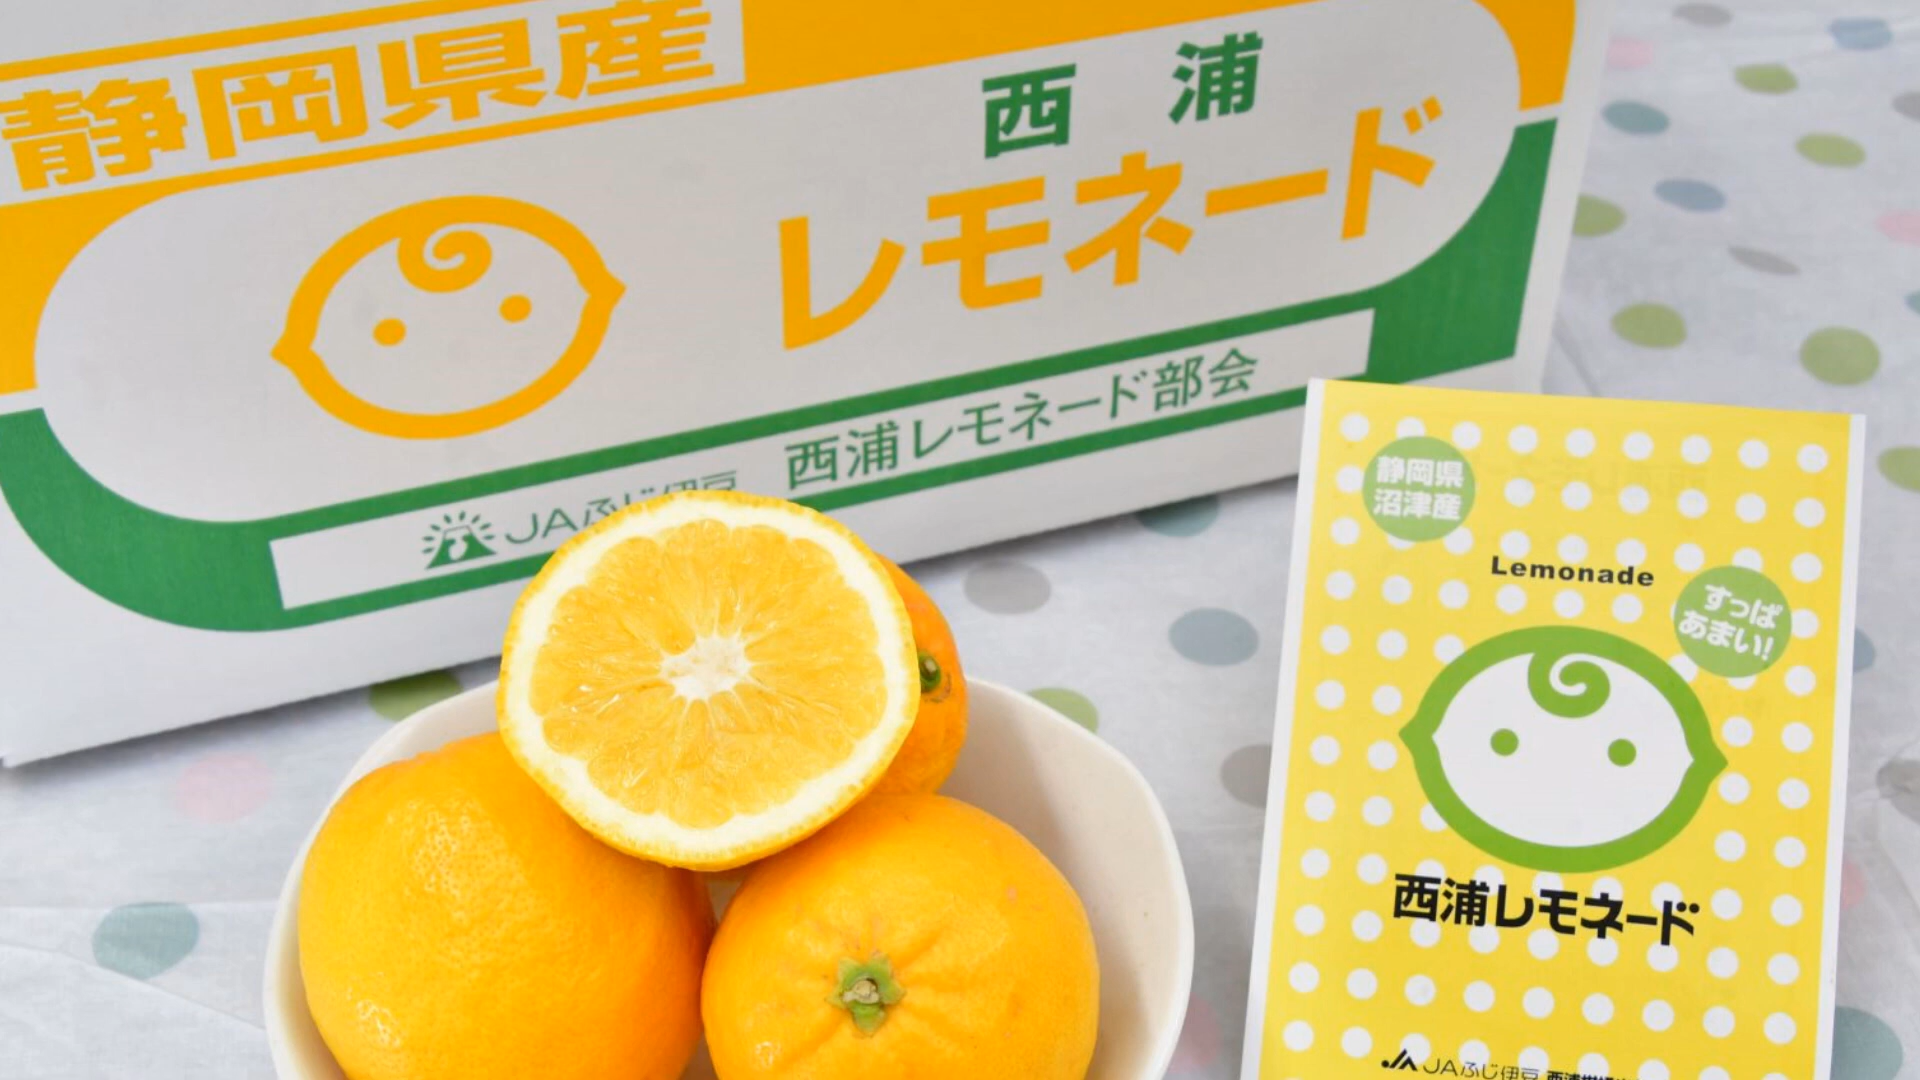 静岡県産
西浦
レモネード
JAふじ伊豆 西浦レモネード部会
静岡県
沼津産
Lemonade
すっぱ
あまい!
西浦レモネード
JAふじ伊豆